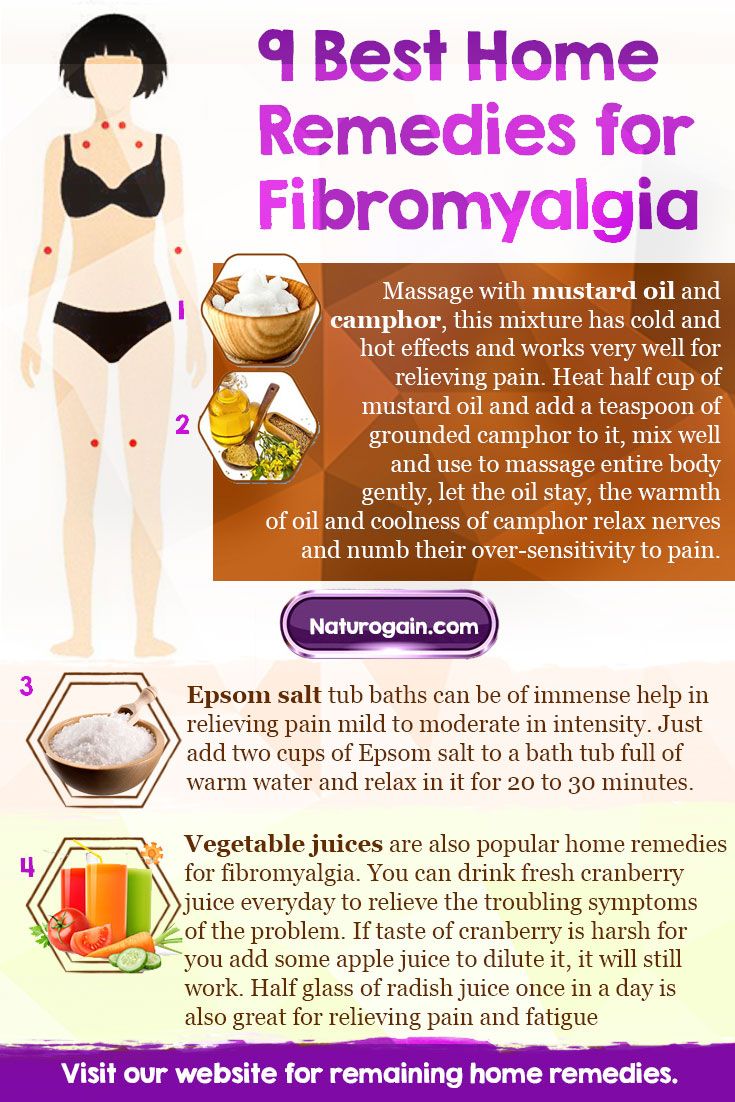 9 Best Home
Remedies for
Fibromyalgia
1
2
Massage with mustard oil and
camphor, this mixture has cold and
hot effects and works very well for
relieving pain. Heat half cup of
mustard oil and add a teaspoon of
grounded camphor to it, mix well
and use to massage entire body
gently, let the oil stay, the warmth
of oil and coolness of camphor relax nerves
and numb their over-sensitivity to pain.
Naturogain.com
3
Epsom salt tub baths can be of immense help in
relieving pain mild to moderate in intensity. Just
add two cups of Epsom salt to a bath tub full of
warm water and relax in it for 20 to 30 minutes.
4
Vegetable juices are also popular home remedies
for fibromyalgia. You can drink fresh cranberry
juice everyday to relieve the troubling symptoms
of the problem. If taste of cranberry is harsh for
you add some apple juice to dilute it, it will still
work. Half glass of radish juice once in a day is
also great for relieving pain and fatigue
Visit our website for remaining home remedies.